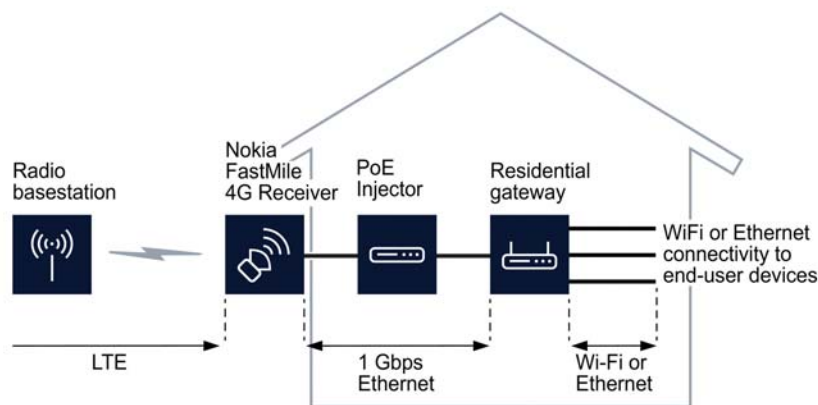 Radio
basestation
Nokia
FastMile
4G Receiver
PoE
Injector
Residential
gateway
WiFi or Ethernet
connectivity to
end-user devices
LTE
1 Gbps
Ethernet
Wi-Fi or
Ethernet